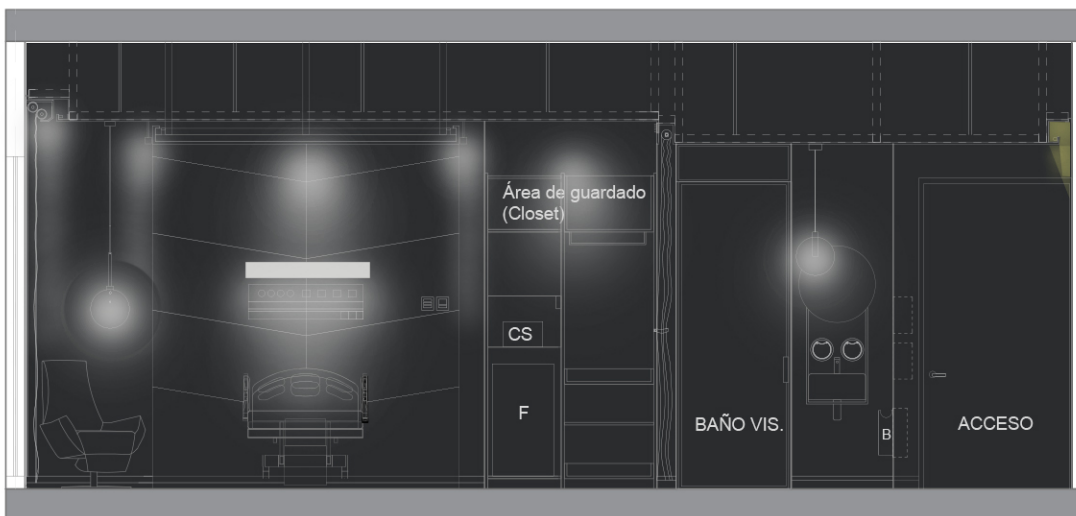 Área de guardado
(Closet)
CS
F
BAÑO VIS.
B
ACCESO